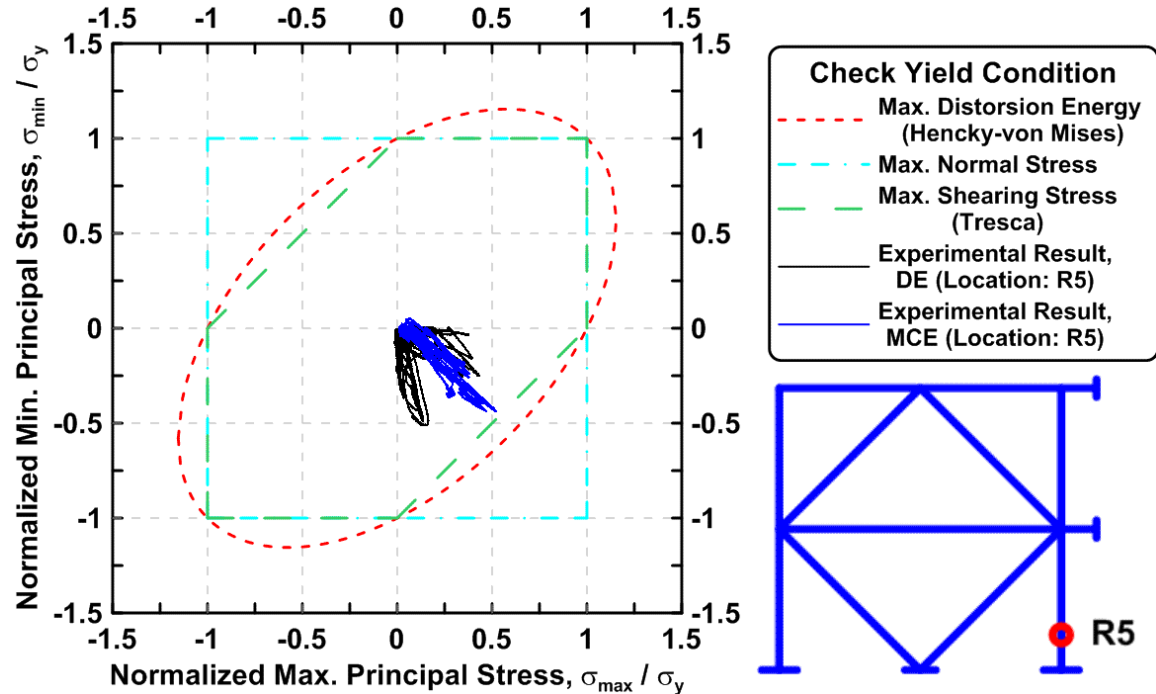 -1.5 -1 -0.5 0 0.5 1 1.5
1.5 1.5
1 1
0.5 0.5
0 0
-0.5 -0.5
-1 -1
-1.5 -1.5
-1.5 -1 -0.5 0 0.5 1 1.5
Normalized Min. Principal Stress, σmin / σy
Normalized Max. Principal Stress, σmax / σy
Check Yield Condition
Max. Distorsion Energy
(Hencky-von Mises)
Max. Normal Stress
Max. Shearing Stress
(Tresca)
Experimental Result,
DE (Location: R5)
Experimental Result,
MCE (Location: R5)
R5